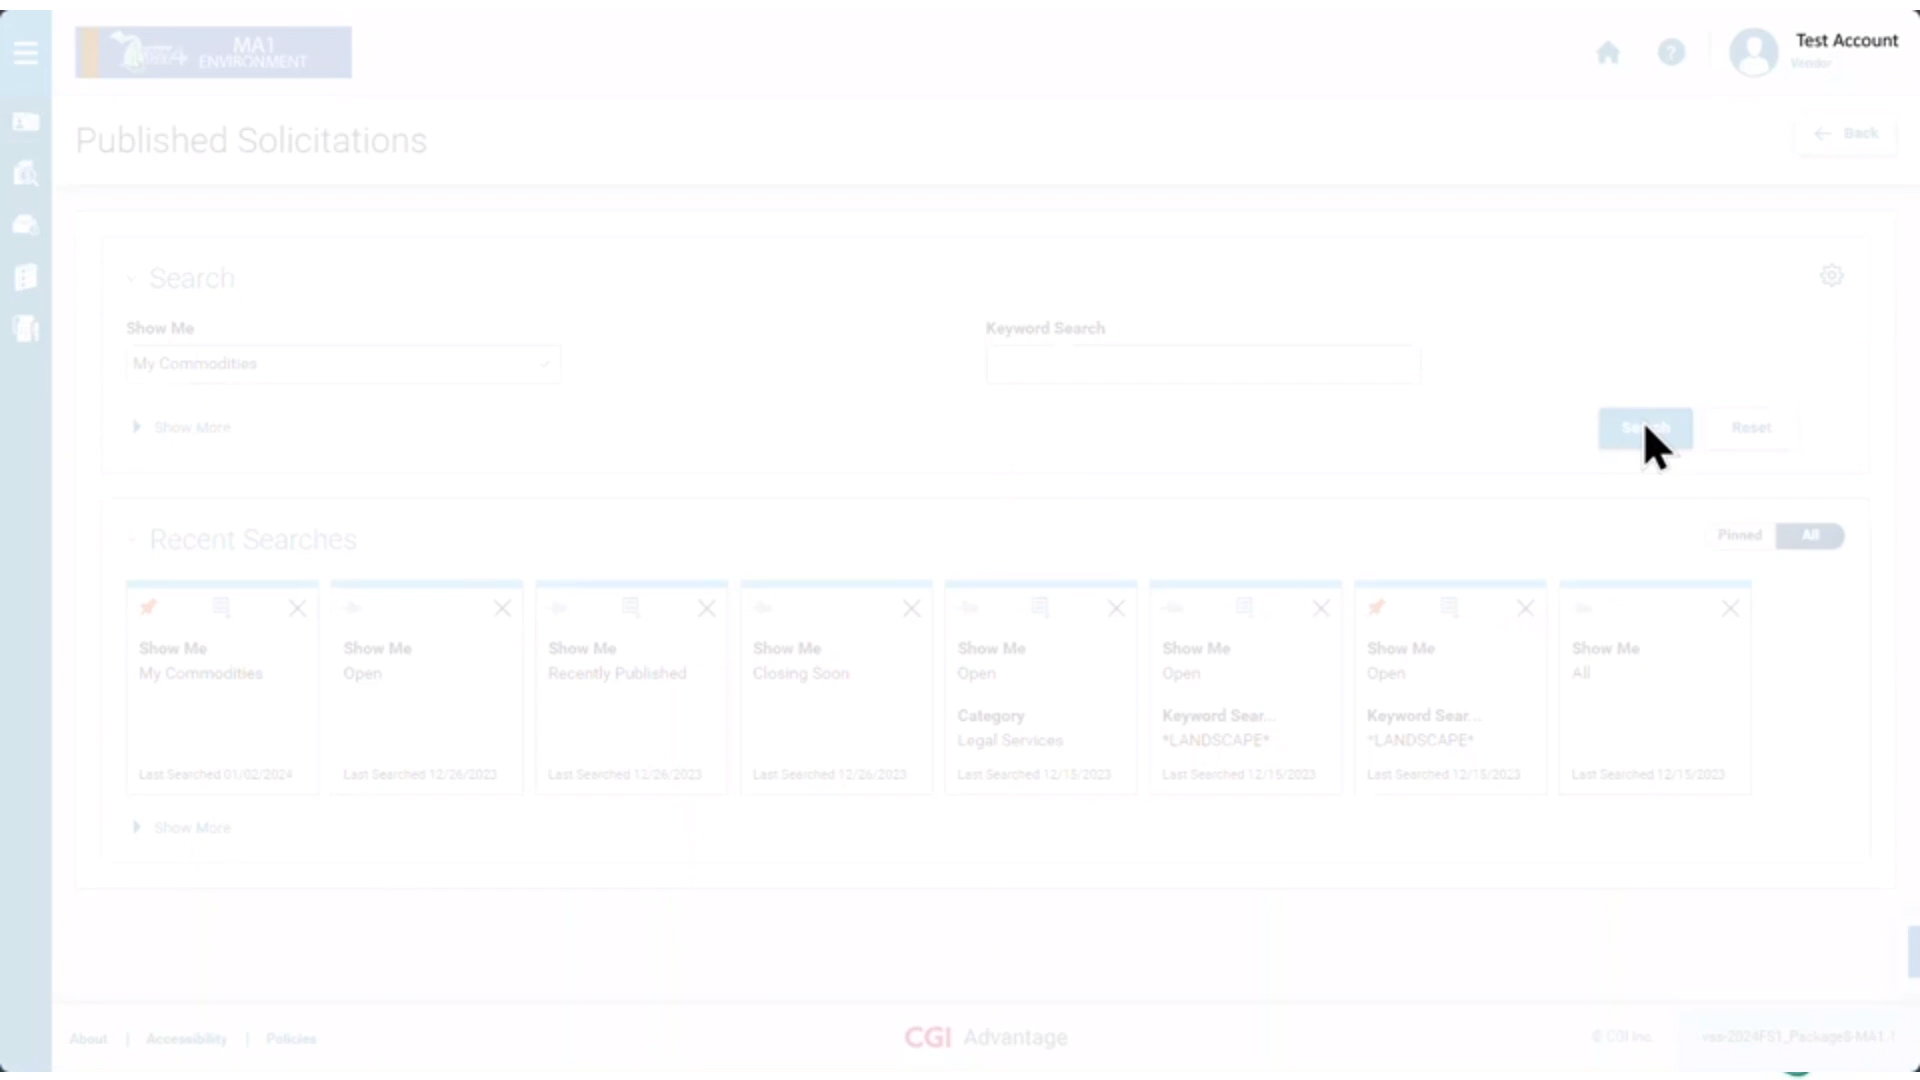 MA1
ENVIRONMENT
Test Account
Vendor
Published Solicitations
Back
Search
Show Me
Keyword Search
My Commodities
Show More
Reset
Recent Searches
Pinned
All
Show Me
My Commodities
Last Searched 01/02/2024
Show Me
Open
Last Searched 12/26/2023
Show Me
Recently Published
Last Searched 12/26/2023
Show Me
Closing Soon
Last Searched 12/26/2023
Show Me
Open
Category
Legal Services
Last Searched 12/15/2023
Show Me
Open
Keyword Sear...
*LANDSCAPE*
Last Searched 12/15/2023
Show Me
Open
Keyword Sear...
*LANDSCAPE*
Last Searched 12/15/2023
Show Me
All
Last Searched 12/15/2023
Show More
About | Accessibility | Policies
CGI Advantage
© CGI Inc.
vss-2024FS1_Package8-MA1.1